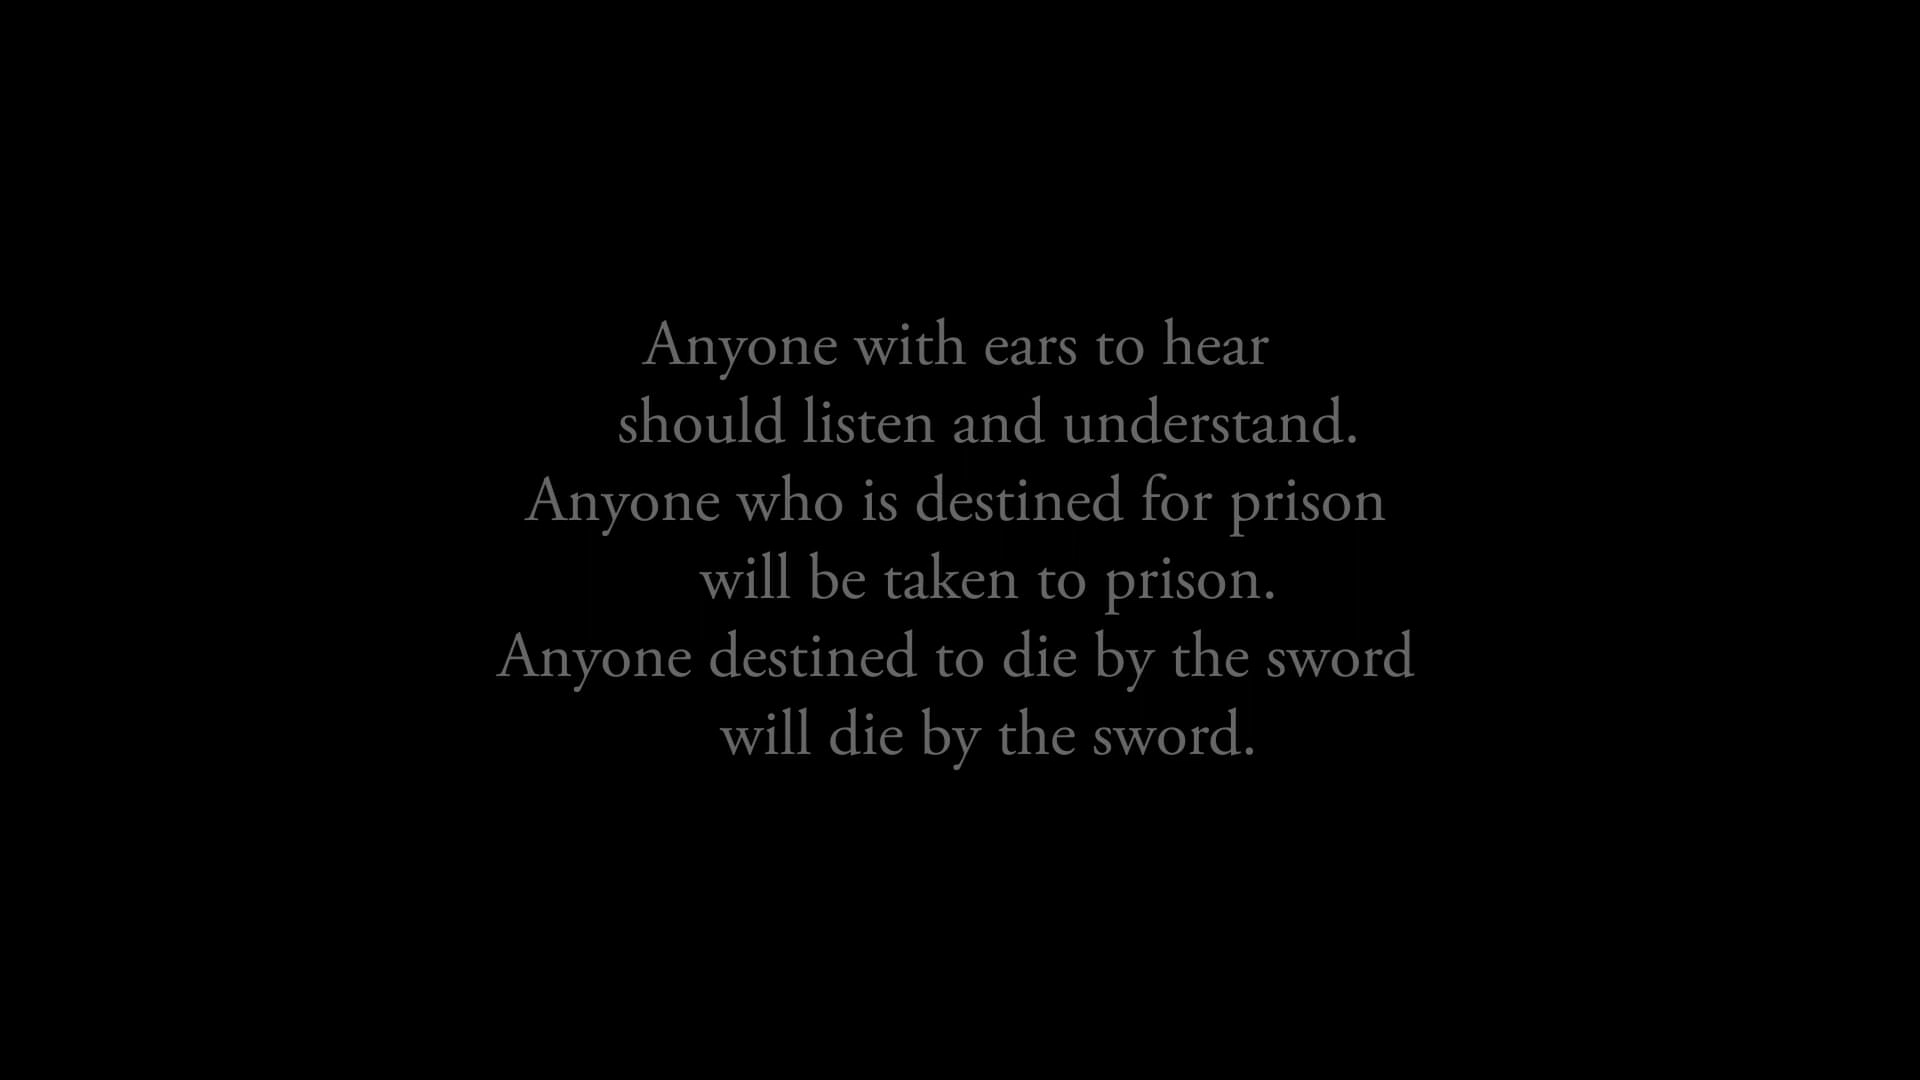 Anyone with ears to hear
should listen and understand.
Anyone who is destined for prison
will be taken to prison.
Anyone destined to die by the sword
will die by the sword.